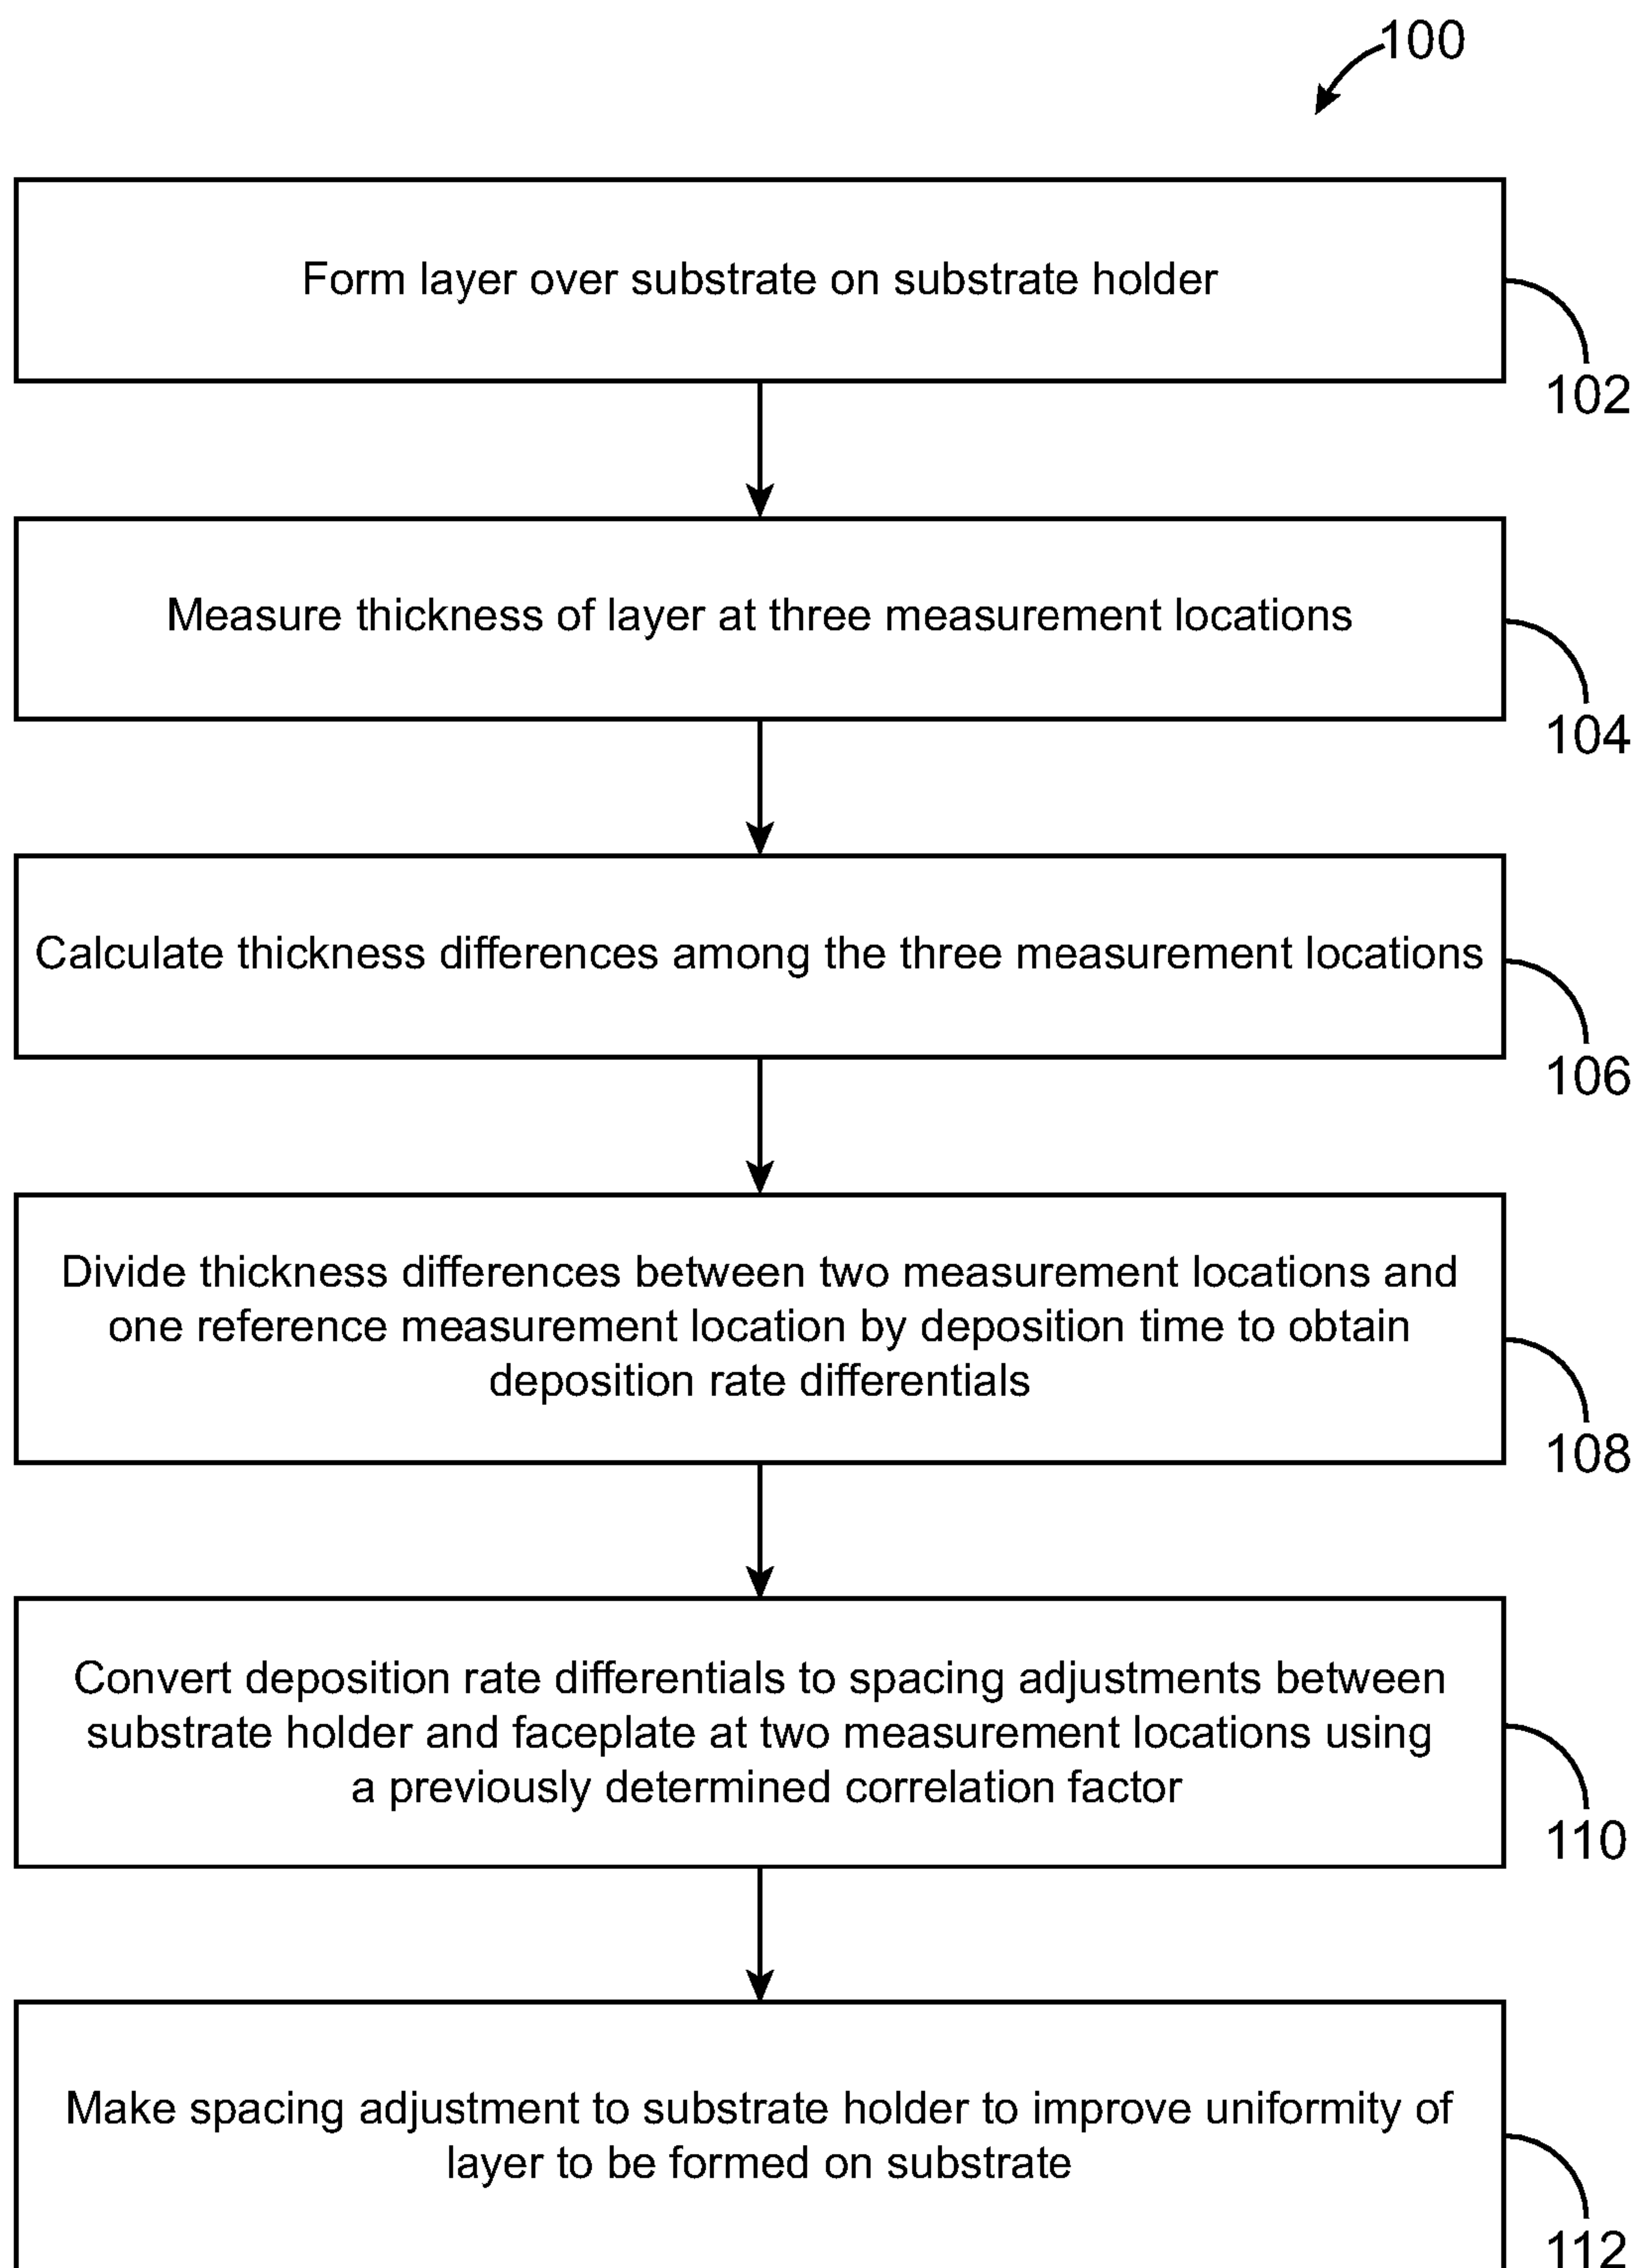 100
Form layer over substrate on substrate holder
102
Measure thickness of layer at three measurement locations
104
Calculate thickness differences among the three measurement locations
106
Divide thickness differences between two measurement locations and
one reference measurement location by deposition time to obtain
deposition rate differentials
108
Convert deposition rate differentials to spacing adjustments between
substrate holder and faceplate at two measurement locations using
a previously determined correlation factor
110
Make spacing adjustment to substrate holder to improve uniformity of
layer to be formed on substrate
112